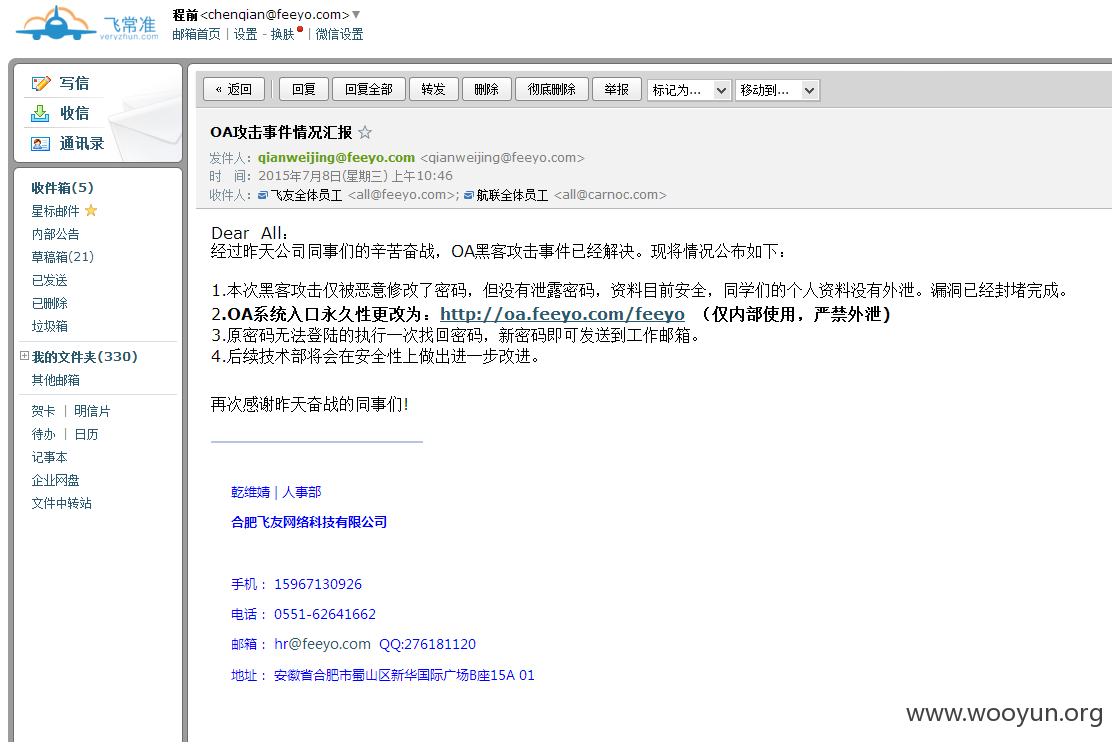 飞常准
veryzhun.com
程前<chenqian@feeyo.com>
邮箱首页 | 设置 - 换肤 | 微信设置
写信
收信
通讯录
收件箱(5)
星标邮件
内部公告
草稿箱(21)
已发送
已删除
垃圾箱
我的文件夹(330)
其他邮箱
贺卡 | 明信片
待办 | 日历
记事本
企业网盘
文件中转站
« 返回 回复 回复全部 转发 删除 彻底删除 举报 标记为... 移动到...
OA攻击事件情况汇报
发件人：qianweijing@feeyo.com <qianweijing@feeyo.com>
时 间：2015年7月8日(星期三) 上午10:46
收件人：飞友全体员工 <all@feeyo.com>; 航联全体员工 <all@carnoc.com>
Dear All：
经过昨天公司同事们的辛苦奋战，OA黑客攻击事件已经解决。现将情况公布如下：
1.本次黑客攻击仅被恶意修改了密码，但没有泄露密码，资料目前安全，同学们的个人资料没有外泄。漏洞已经封堵完成。
2.OA系统入口永久性更改为：http://oa.feeyo.com/feeyo （仅内部使用，严禁外泄）
3.原密码无法登陆的执行一次找回密码，新密码即可发送到工作邮箱。
4.后续技术部将会在安全性上做出进一步改进。
再次感谢昨天奋战的同事们!
乾维婧 | 人事部
合肥飞友网络科技有限公司
手机： 15967130926
电话： 0551-62641662
邮箱： hr@feeyo.com QQ:276181120
地址： 安徽省合肥市蜀山区新华国际广场B座15A 01
www.wooyun.org